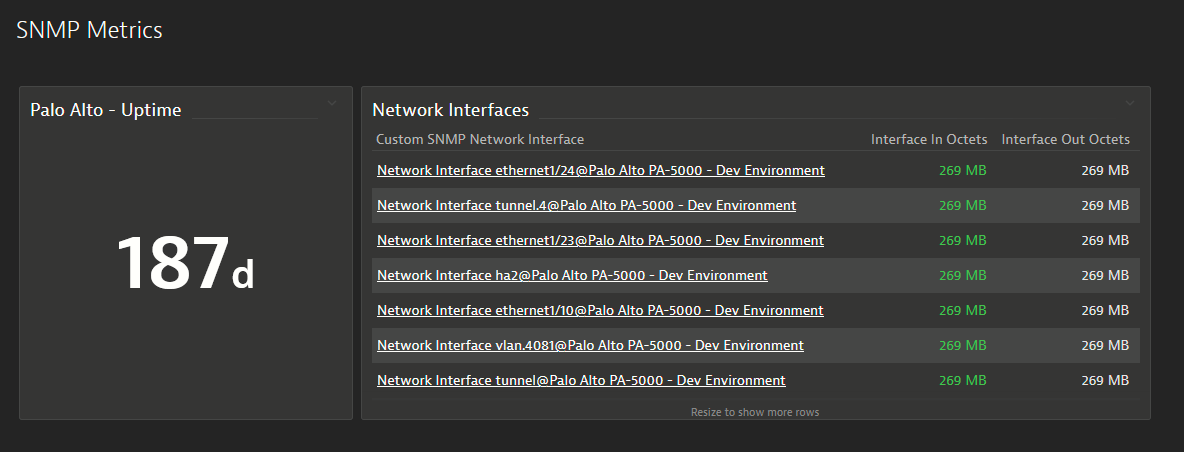 SNMP Metrics
Palo Alto - Uptime
187d
Network Interfaces
Custom SNMP Network Interface Interface In Octets Interface Out Octets
Network Interface ethernet1/24@Palo Alto PA-5000 - Dev Environment 269 MB 269 MB
Network Interface tunnel.4@Palo Alto PA-5000 - Dev Environment 269 MB 269 MB
Network Interface ethernet1/23@Palo Alto PA-5000 - Dev Environment 269 MB 269 MB
Network Interface ha2@Palo Alto PA-5000 - Dev Environment 269 MB 269 MB
Network Interface ethernet1/10@Palo Alto PA-5000 - Dev Environment 269 MB 269 MB
Network Interface vlan.4081@Palo Alto PA-5000 - Dev Environment 269 MB 269 MB
Network Interface tunnel@Palo Alto PA-5000 - Dev Environment 269 MB 269 MB
Resize to show more rows